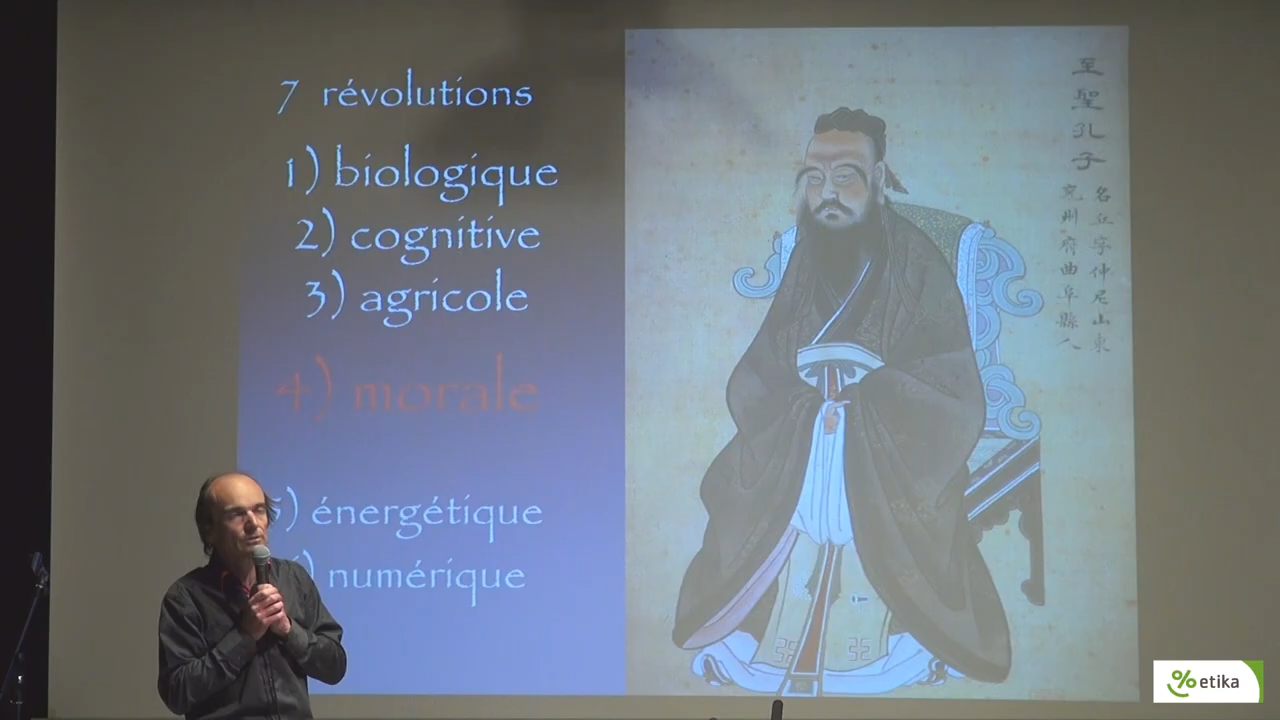 7 révolutions
1) biologique
2) cognitive
3) agricole
4) morale
5) énergétique
) numérique
至聖孔子
名丘字仲尼山東
兗州府曲阜縣人
% etika